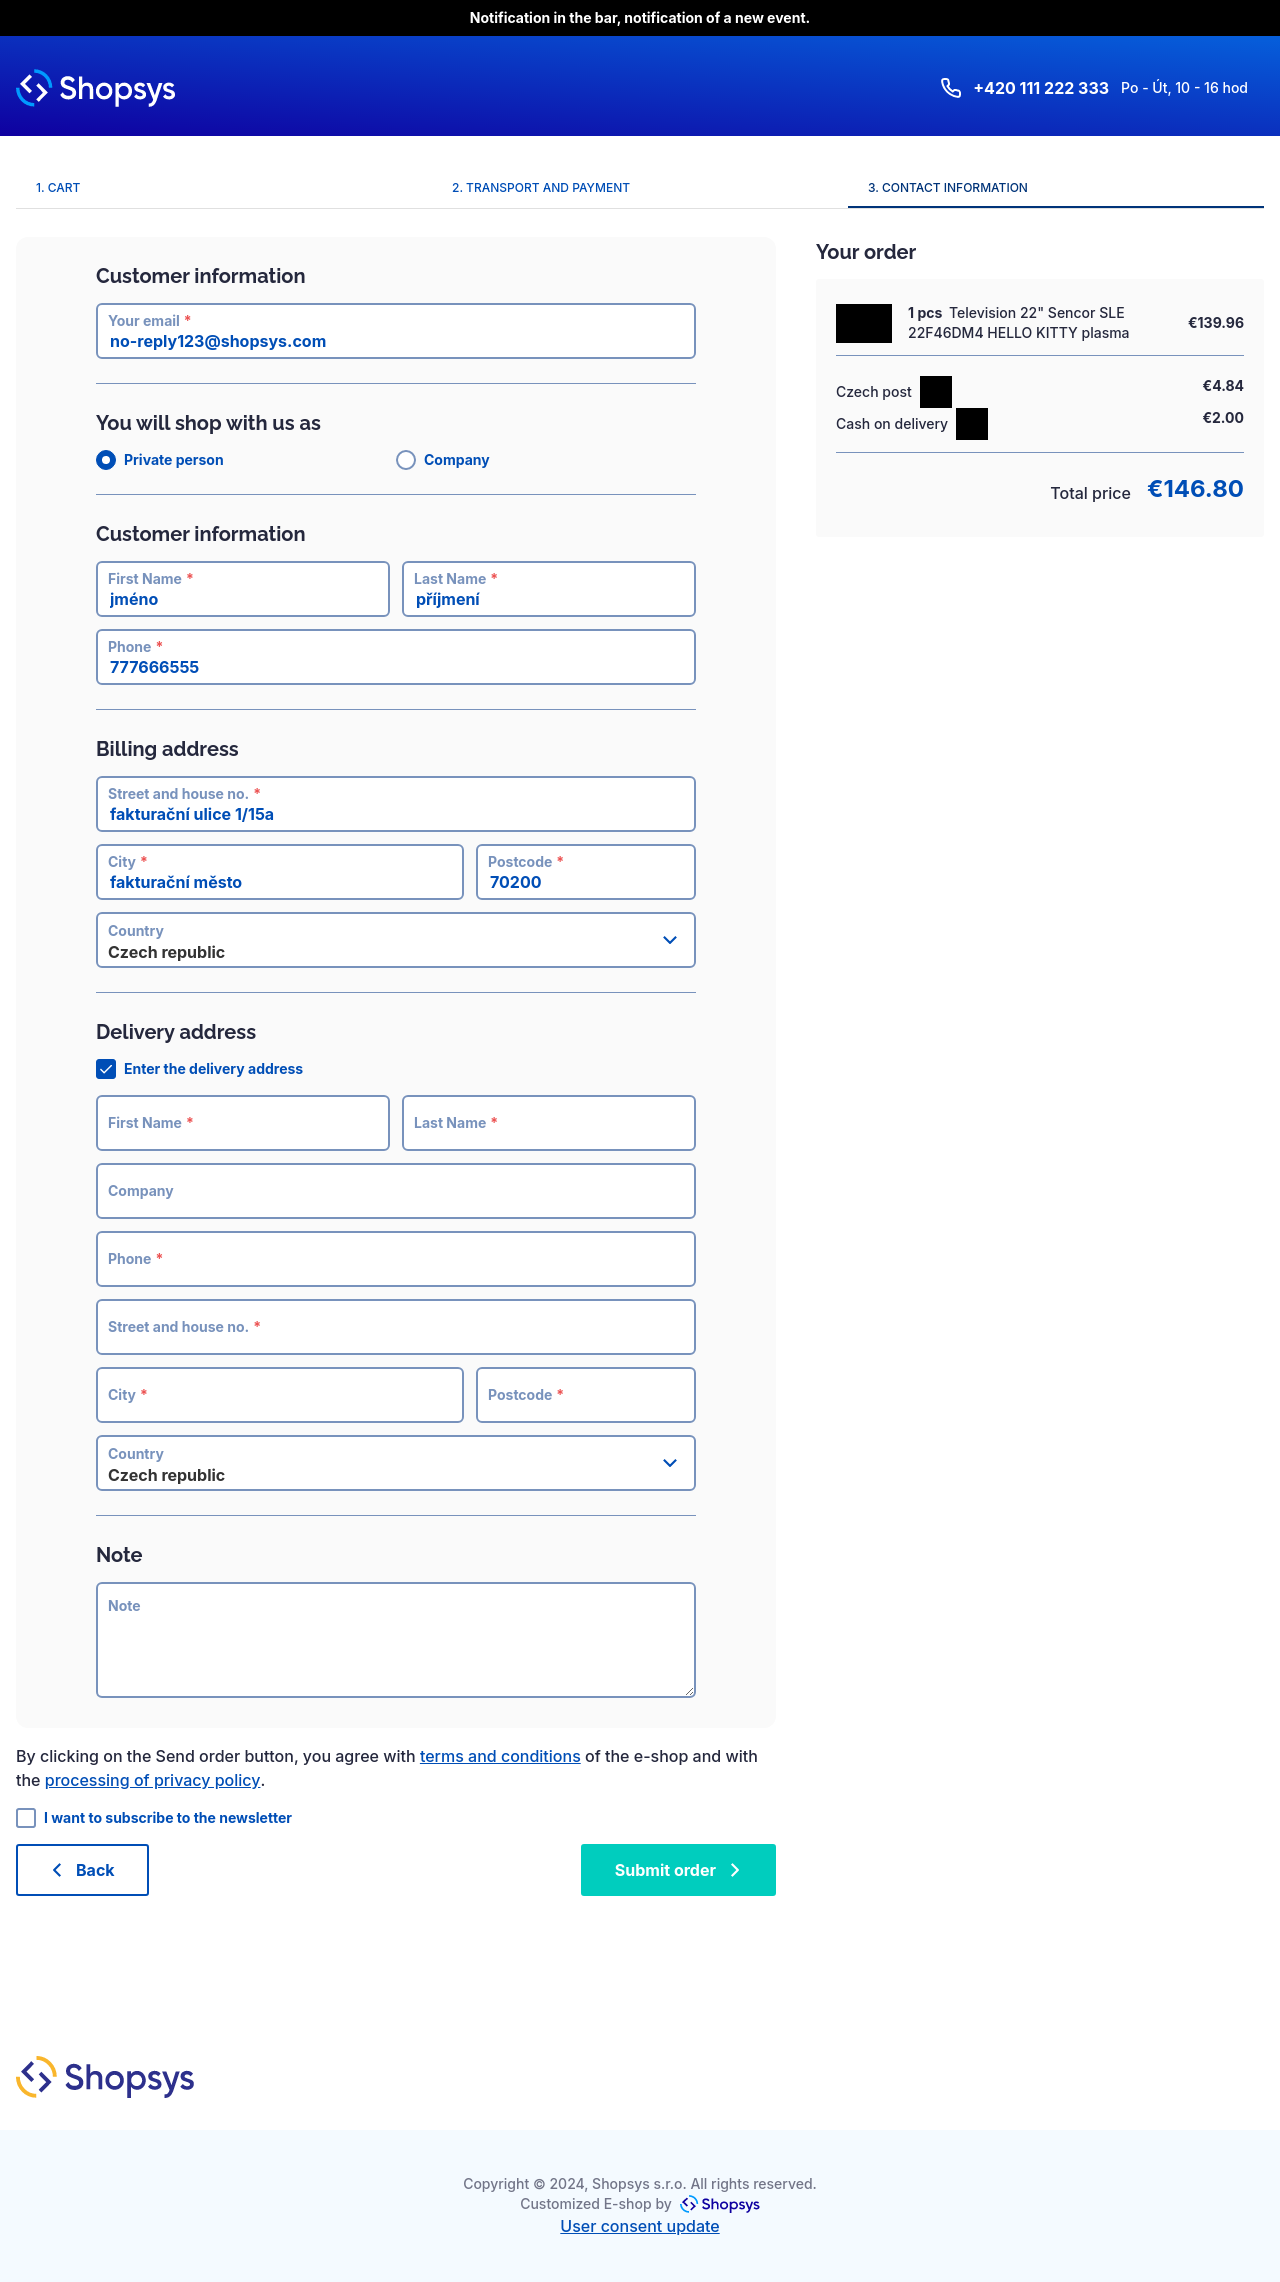 Notification in the bar, notification of a new event.
Shopsys
+420 111 222 333 Po - Út, 10 - 16 hod
1. CART
2. TRANSPORT AND PAYMENT
3. CONTACT INFORMATION
Customer information
Your email *
no-reply123@shopsys.com
You will shop with us as
Private person
Company
Customer information
First Name *
jméno
Last Name *
příjmení
Phone *
777666555
Billing address
Street and house no. *
fakturační ulice 1/15a
City *
fakturační město
Postcode *
70200
Country
Czech republic
Delivery address
Enter the delivery address
First Name *
Last Name *
Company
Phone *
Street and house no. *
City *
Postcode *
Country
Czech republic
Note
Note
Your order
1 pcs Television 22" Sencor SLE
22F46DM4 HELLO KITTY plasma
€139.96
Czech post
€4.84
Cash on delivery
€2.00
Total price €146.80
By clicking on the Send order button, you agree with terms and conditions of the e-shop and with
the processing of privacy policy.
I want to subscribe to the newsletter
Back
Submit order
Shopsys
Copyright © 2024, Shopsys s.r.o. All rights reserved.
Customized E-shop by Shopsys
User consent update